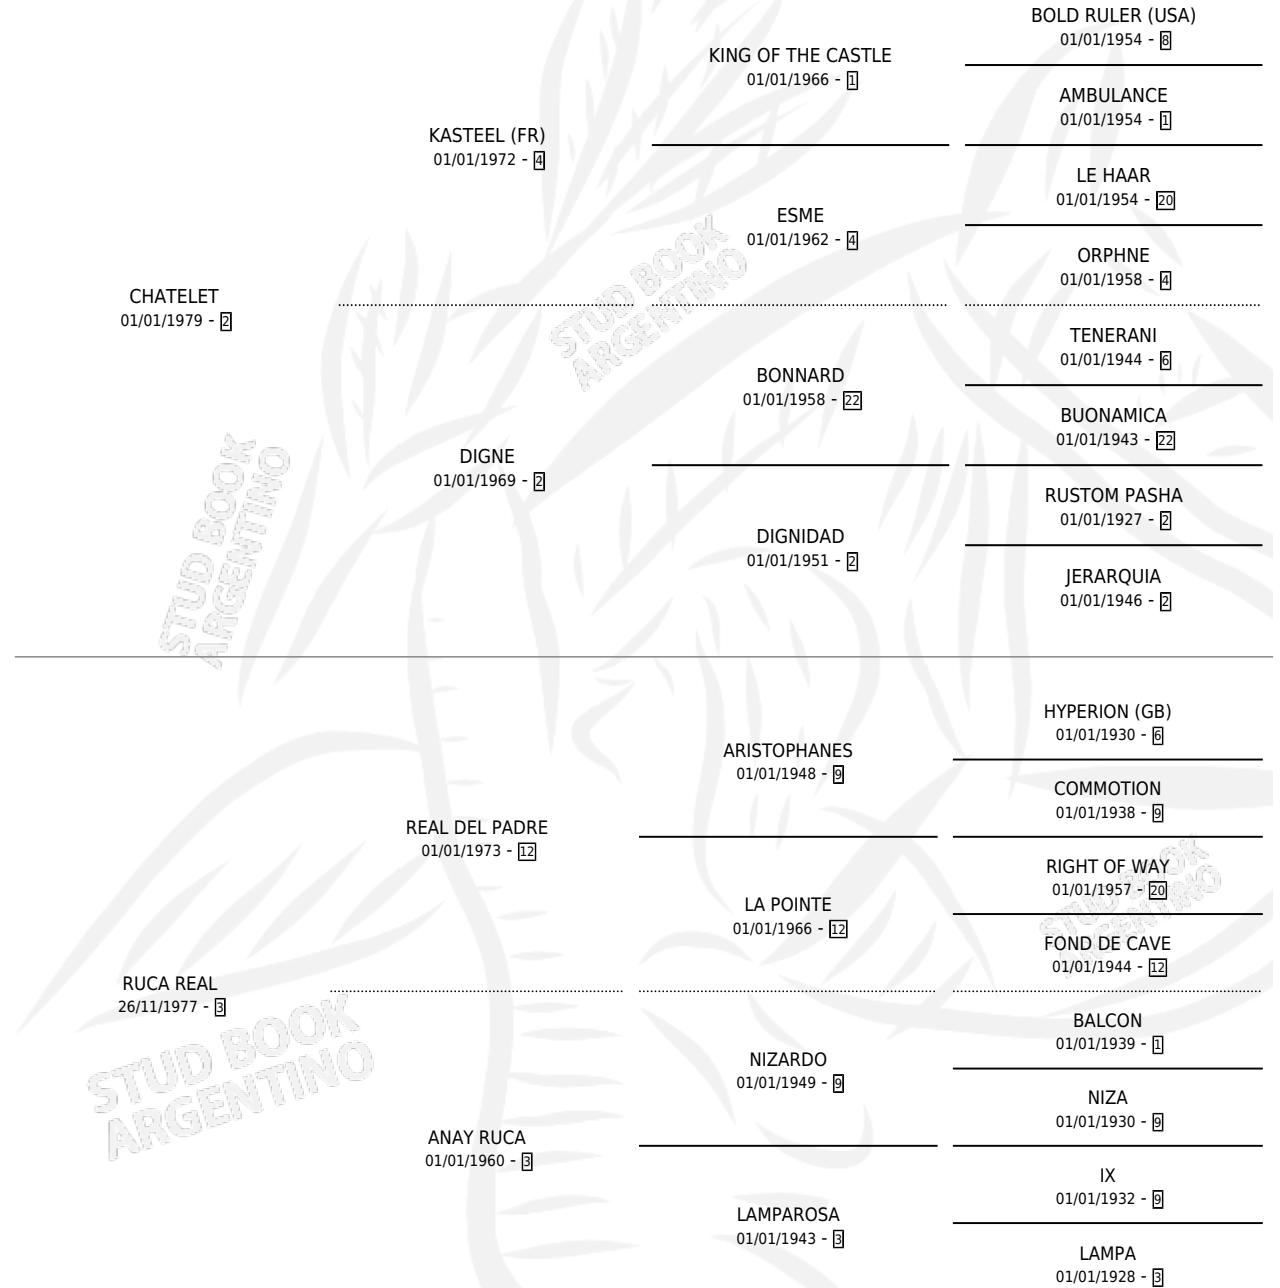 BOLD RULER (USA)
01/01/1954 - 8
KING OF THE CASTLE
01/01/1966 - 1
AMBULANCE
01/01/1954 - 1
KASTEEL (FR)
01/01/1972 - 4
LE HAAR
01/01/1954 - 20
ESME
01/01/1962 - 4
ORPHNE
01/01/1958 - 4
CHATELET
01/01/1979 - 2
TENERANI
01/01/1944 - 6
BONNARD
01/01/1958 - 22
BUONAMICA
01/01/1943 - 22
DIGNE
01/01/1969 - 2
RUSTOM PASHA
01/01/1927 - 2
DIGNIDAD
01/01/1951 - 2
JERARQUIA
01/01/1946 - 2
STUD BOOK
ARGENTINO
STUD BOOK
ARGENTINO
HYPERION (GB)
01/01/1930 - 6
ARISTOPHANES
01/01/1948 - 9
COMMOTION
01/01/1938 - 9
REAL DEL PADRE
01/01/1973 - 12
RIGHT OF WAY
01/01/1957 - 20
LA POINTE
01/01/1966 - 12
FOND DE CAVE
01/01/1944 - 12
STUD BOOK
ARGENTINO
RUCA REAL
26/11/1977 - 3
BALCON
01/01/1939 - 1
NIZARDO
01/01/1949 - 9
NIZA
01/01/1930 - 9
ANAY RUCA
01/01/1960 - 3
IX
01/01/1932 - 9
LAMPAROSA
01/01/1943 - 3
LAMPA
01/01/1928 - 3
STUD BOOK
ARGENTINO